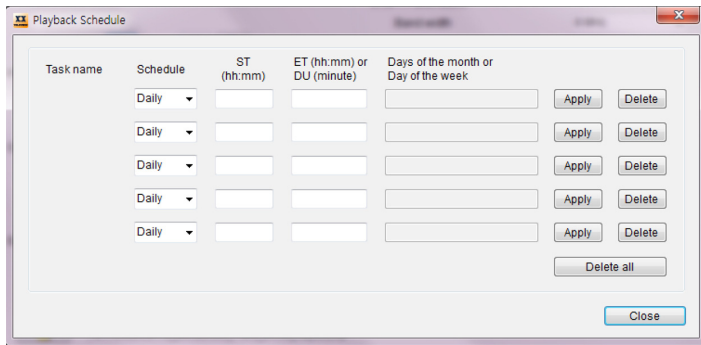 Playback Schedule
Task name Schedule ST (hh:mm) ET (hh:mm) or DU (minute) Days of the month or Day of the week
Daily Apply Delete
Daily Apply Delete
Daily Apply Delete
Daily Apply Delete
Daily Apply Delete
Delete all
Close